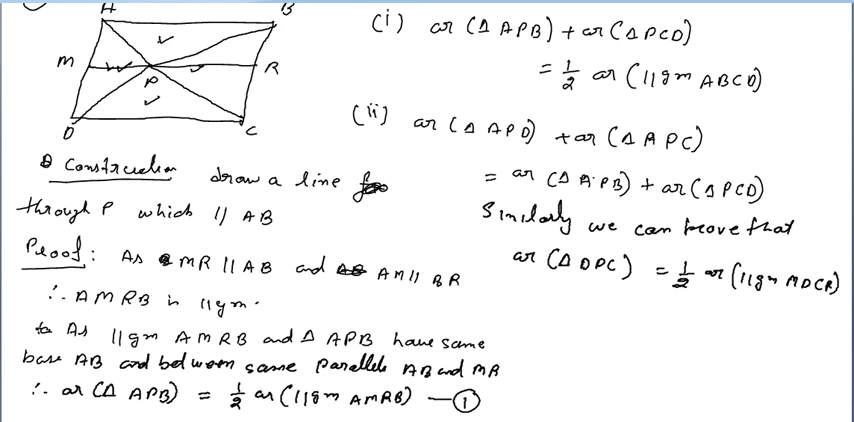 A B
M R
P
D C
Construction draw a line
through P which || AB
Proof: As MR || AB and AM || BR
∴ AMRB is ||gm.
As ||gm AMRB and Δ APB have same
base AB and between same parallels AB and MR
∴ ar (Δ APB) = 1/2 ar (||gm AMRB) — ①
(i) ar (Δ APB) + ar (Δ PCD)
= 1/2 ar (||gm ABCD)
(ii) ar (Δ APD) + ar (Δ APC)
= ar (Δ A.PB) + ar (Δ PCD)
Similarly we can prove that
ar (Δ DPC) = 1/2 ar (||gm MDCR)